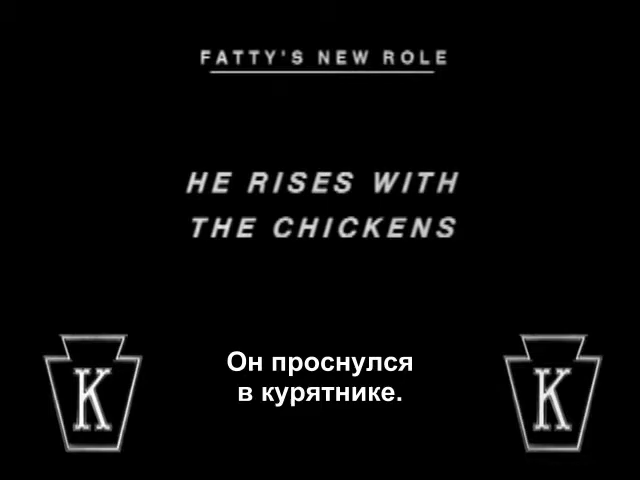 FATTY'S NEW ROLE
HE RISES WITH
THE CHICKENS
K
K
Он проснулся
в курятнике.